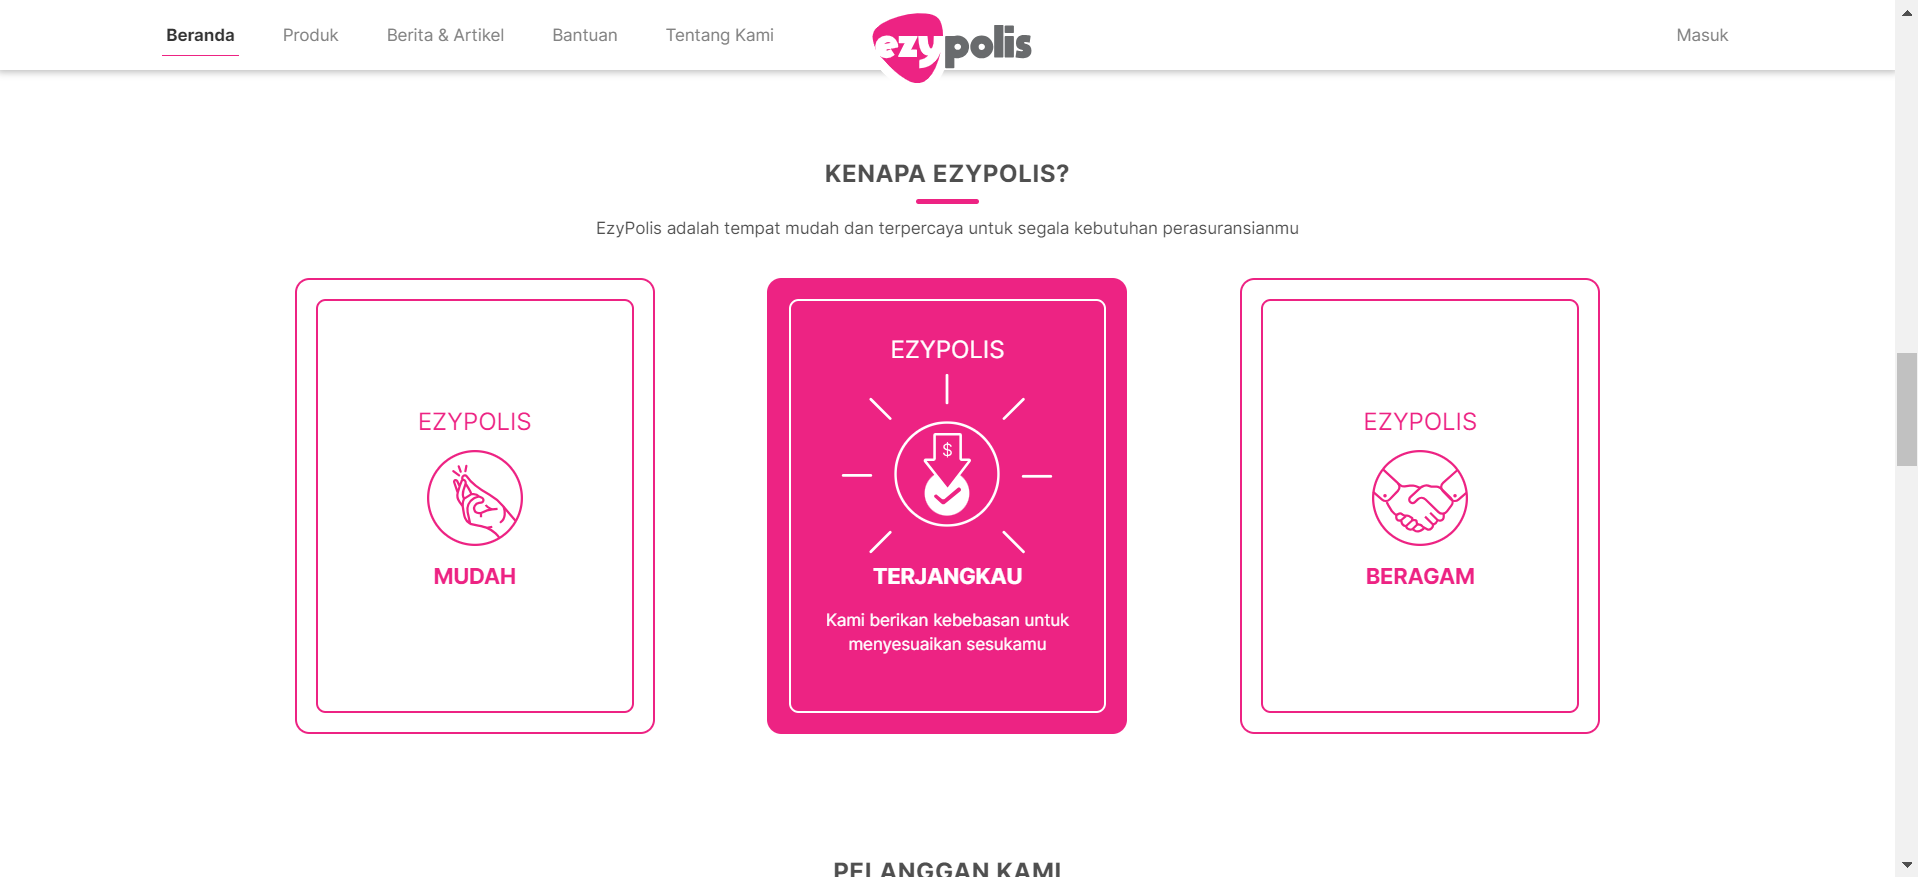 Beranda
Produk
Berita & Artikel
Bantuan
Tentang Kami
ezypolis
Masuk
KENAPA EZYPOLIS?
EzyPolis adalah tempat mudah dan terpercaya untuk segala kebutuhan perasuransianmu
EZYPOLIS
MUDAH
EZYPOLIS
$
TERJANGKAU
Kami berikan kebebasan untuk
menyesuaikan sesukamu
EZYPOLIS
BERAGAM
PELANGGAN KAMI